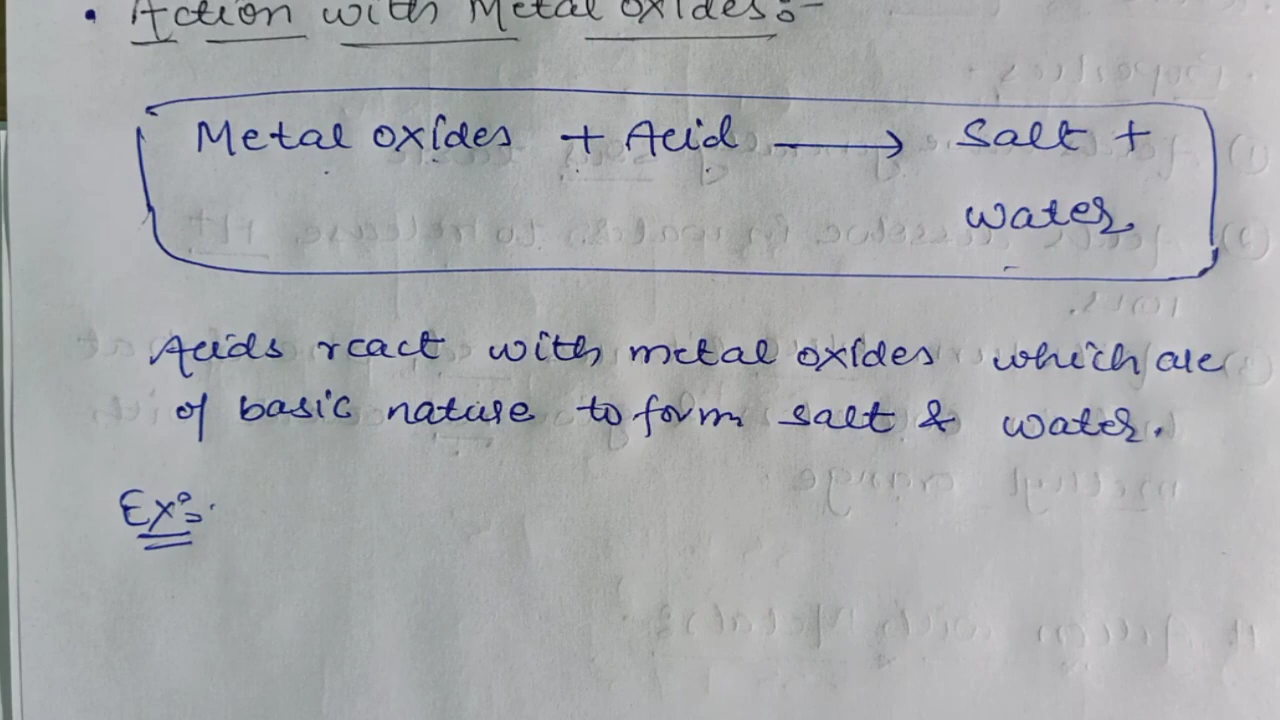 • Action with Metal oxides:-
Metal oxides + Acid → Salt +
water
Acids react with metal oxides which are
of basic nature to form salt & water.
Ex:-